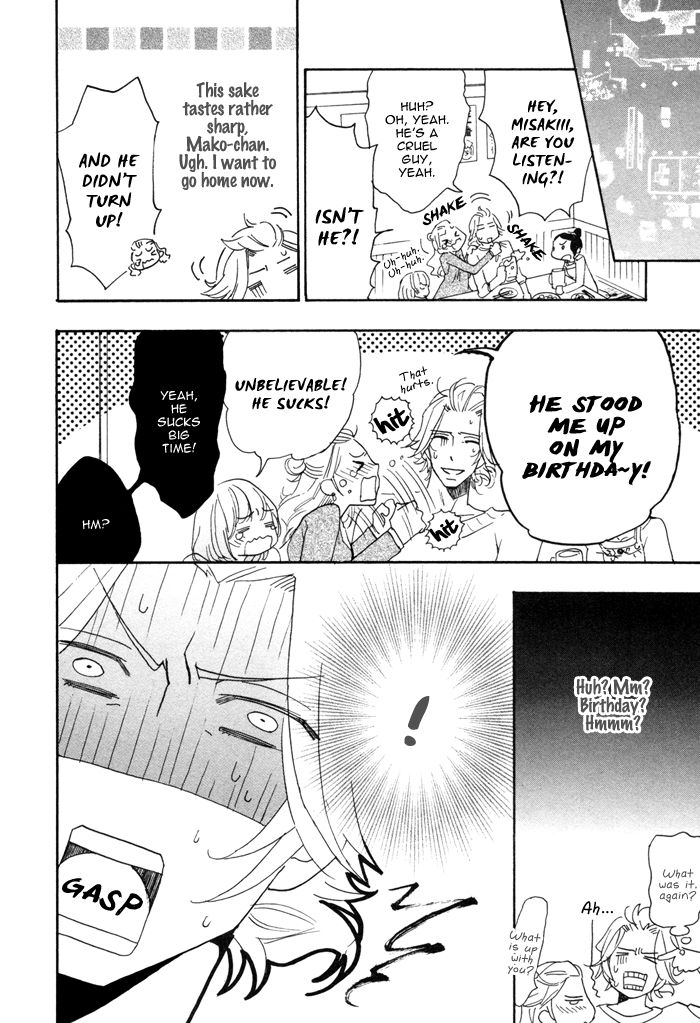 HEY,
MISAKIII,
ARE YOU
LISTEN-
ING?!
HUH?
OH, YEAH.
HE'S A
CRUEL
GUY,
YEAH.
SHAKE
SHAKE
Uh-huh.
Uh-huh.
ISN'T
HE?!
This sake
tastes rather
sharp,
Mako-chan.
Ugh. I want to
go home now.
AND HE
DIDN'T
TURN
UP!
HE STOOD
ME UP
ON MY
BIRTHDA~Y!
That
hurts.
hit
hit
UNBELIEVABLE!
HE SUCKS!
YEAH,
HE
SUCKS
BIG
TIME!
HM?
Huh? Mm?
Birthday?
Hmmm?
What
was it,
again?
Ah...
What
is up
with
you?
!
GASP